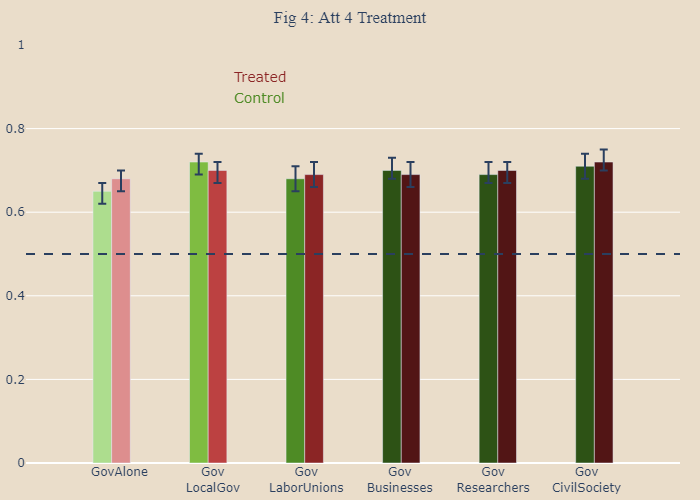 Fig 4: Att 4 Treatment
1
Treated
Control
0.8
0.6
0.4
0.2
0
GovAlone
Gov
LocalGov
Gov
LaborUnions
Gov
Businesses
Gov
Researchers
Gov
CivilSociety